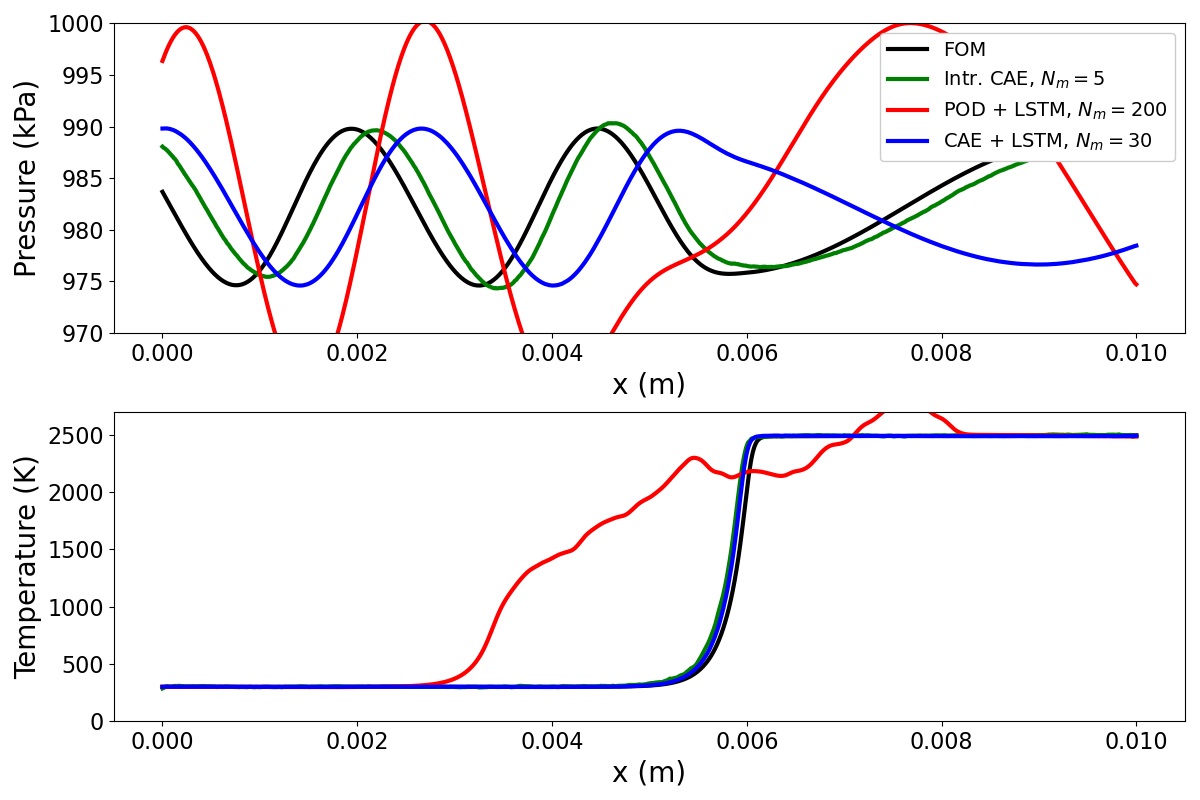 1000
995
990
985
980
975
970
Pressure (kPa)
FOM
Intr. CAE, $N_m = 5$
POD + LSTM, $N_m = 200$
CAE + LSTM, $N_m = 30$
0.000 0.002 0.004 0.006 0.008 0.010
x (m)
2500
2000
1500
1000
500
0
Temperature (K)
0.000 0.002 0.004 0.006 0.008 0.010
x (m)